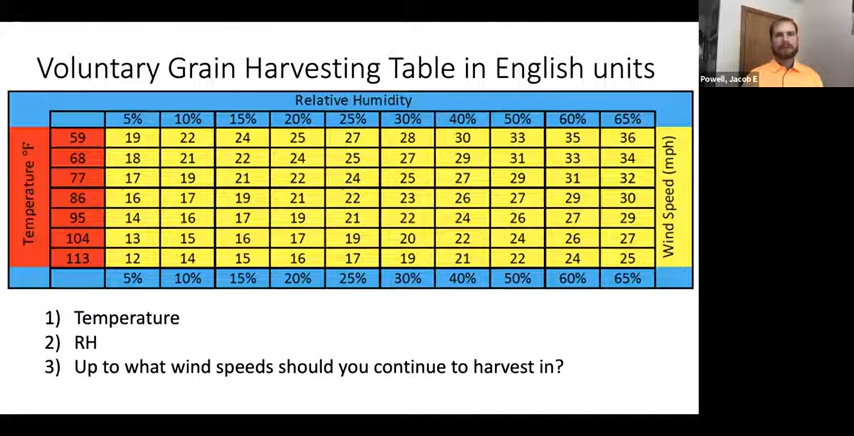 Voluntary Grain Harvesting Table in English units
Powell, Jacob E
Relative Humidity
5% 10% 15% 20% 25% 30% 40% 50% 60% 65%
Temperature °F
59 19 22 24 25 27 28 30 33 35 36
68 18 21 22 24 25 27 29 31 33 34
77 17 19 21 22 24 25 27 29 31 32
86 16 17 19 21 22 23 26 27 29 30
95 14 16 17 19 21 22 24 26 27 29
104 13 15 16 17 19 20 22 24 26 27
113 12 14 15 16 17 19 21 22 24 25
Wind Speed (mph)
5% 10% 15% 20% 25% 30% 40% 50% 60% 65%
1) Temperature
2) RH
3) Up to what wind speeds should you continue to harvest in?